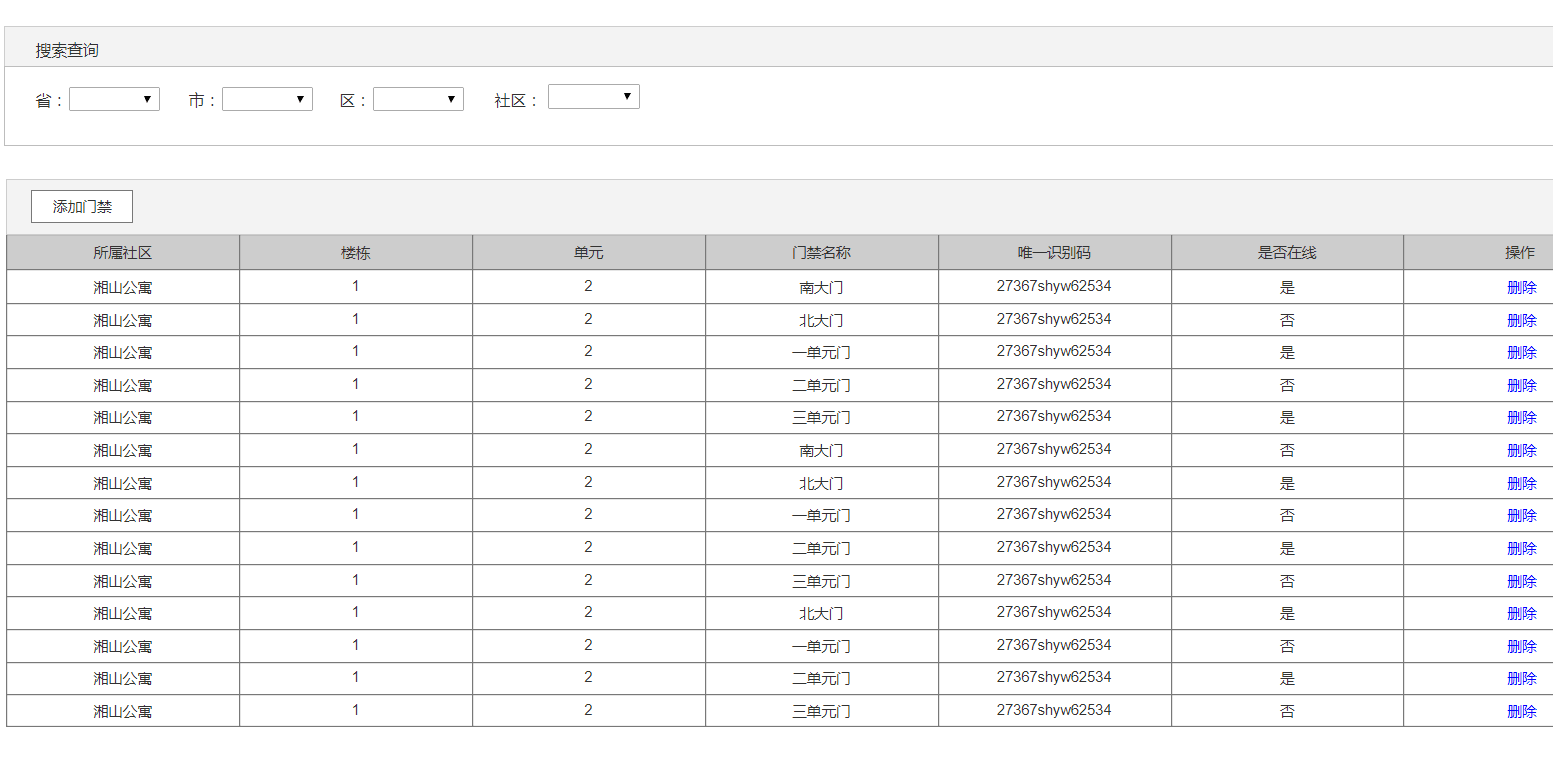 搜索查询
省： 市： 区： 社区：
添加门禁
所属社区 楼栋 单元 门禁名称 唯一识别码 是否在线 操作
湘山公寓 1 2 南大门 27367shyw62534 是 删除
湘山公寓 1 2 北大门 27367shyw62534 否 删除
湘山公寓 1 2 一单元门 27367shyw62534 是 删除
湘山公寓 1 2 二单元门 27367shyw62534 否 删除
湘山公寓 1 2 三单元门 27367shyw62534 是 删除
湘山公寓 1 2 南大门 27367shyw62534 否 删除
湘山公寓 1 2 北大门 27367shyw62534 是 删除
湘山公寓 1 2 一单元门 27367shyw62534 否 删除
湘山公寓 1 2 二单元门 27367shyw62534 是 删除
湘山公寓 1 2 三单元门 27367shyw62534 否 删除
湘山公寓 1 2 北大门 27367shyw62534 是 删除
湘山公寓 1 2 一单元门 27367shyw62534 否 删除
湘山公寓 1 2 二单元门 27367shyw62534 是 删除
湘山公寓 1 2 三单元门 27367shyw62534 否 删除